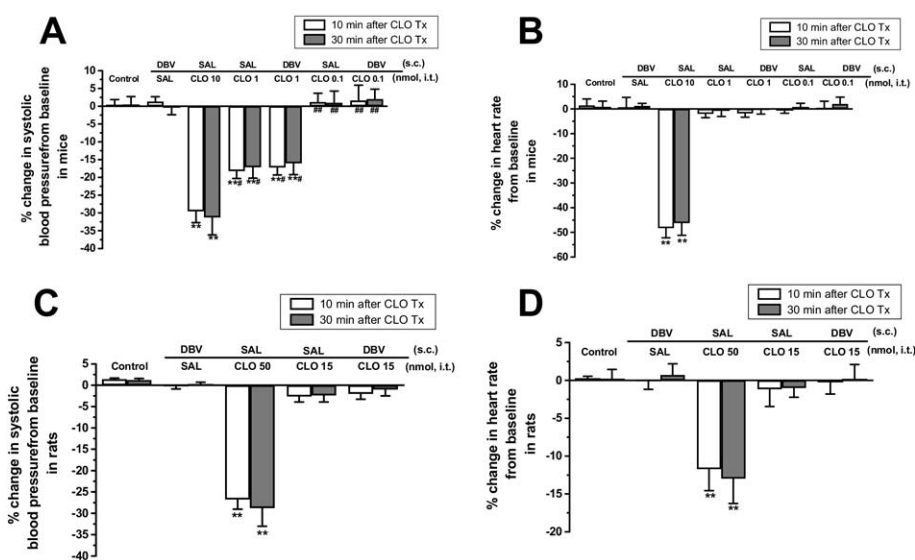 A
10 min after CLO Tx
30 min after CLO Tx
DBV SAL SAL DBV SAL DBV (s.c.)
Control SAL CLO 10 CLO 1 CLO 1 CLO 0.1 CLO 0.1 (nmol, i.t.)
% change in systolic
blood pressurefrom baseline
in mice
10
5
0
-5
-10
-15
-20
-25
-30
-35
-40
** ** **# **# **# **# ## ## ## ##
B
10 min after CLO Tx
30 min after CLO Tx
DBV SAL SAL DBV SAL DBV (s.c.)
Control SAL CLO 10 CLO 1 CLO 1 CLO 0.1 CLO 0.1 (nmol, i.t.)
% change in heart rate
from baseline
in mice
10
0
-10
-20
-30
-40
-50
-60
** **
C
10 min after CLO Tx
30 min after CLO Tx
DBV SAL SAL DBV (s.c.)
Control SAL CLO 50 CLO 15 CLO 15 (nmol, i.t.)
% change in systolic
blood pressurefrom baseline
in rats
5
0
-5
-10
-15
-20
-25
-30
-35
-40
** **
D
10 min after CLO Tx
30 min after CLO Tx
DBV SAL SAL DBV (s.c.)
Control SAL CLO 50 CLO 15 CLO 15 (nmol, i.t.)
% change in heart rate
from baseline
in rats
5
0
-5
-10
-15
-20
** **